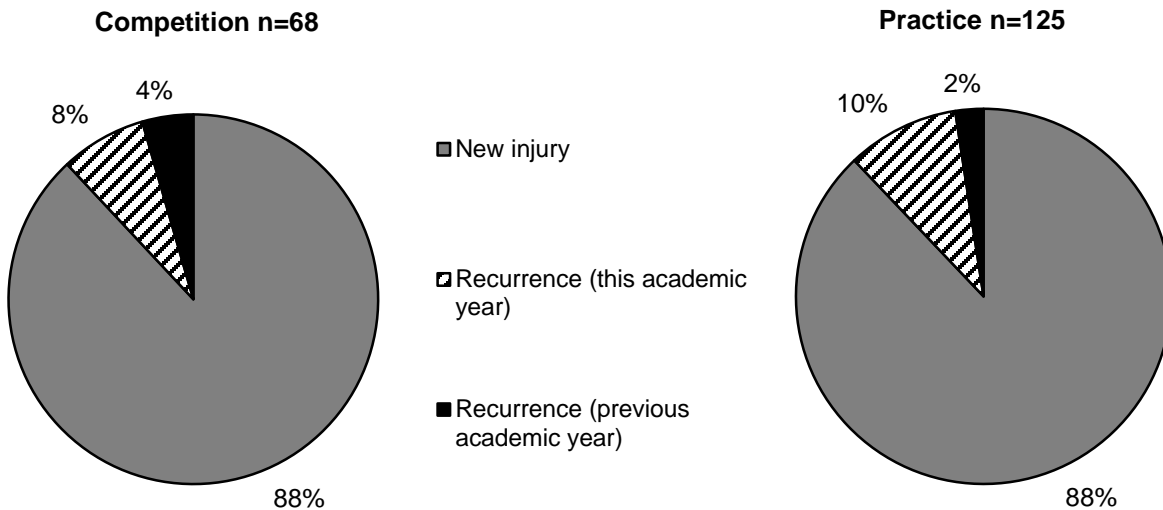 Competition n=68
Practice n=125
8%
4%
10%
2%
New injury
Recurrence (this academic
year)
Recurrence (previous
academic year)
88%
88%